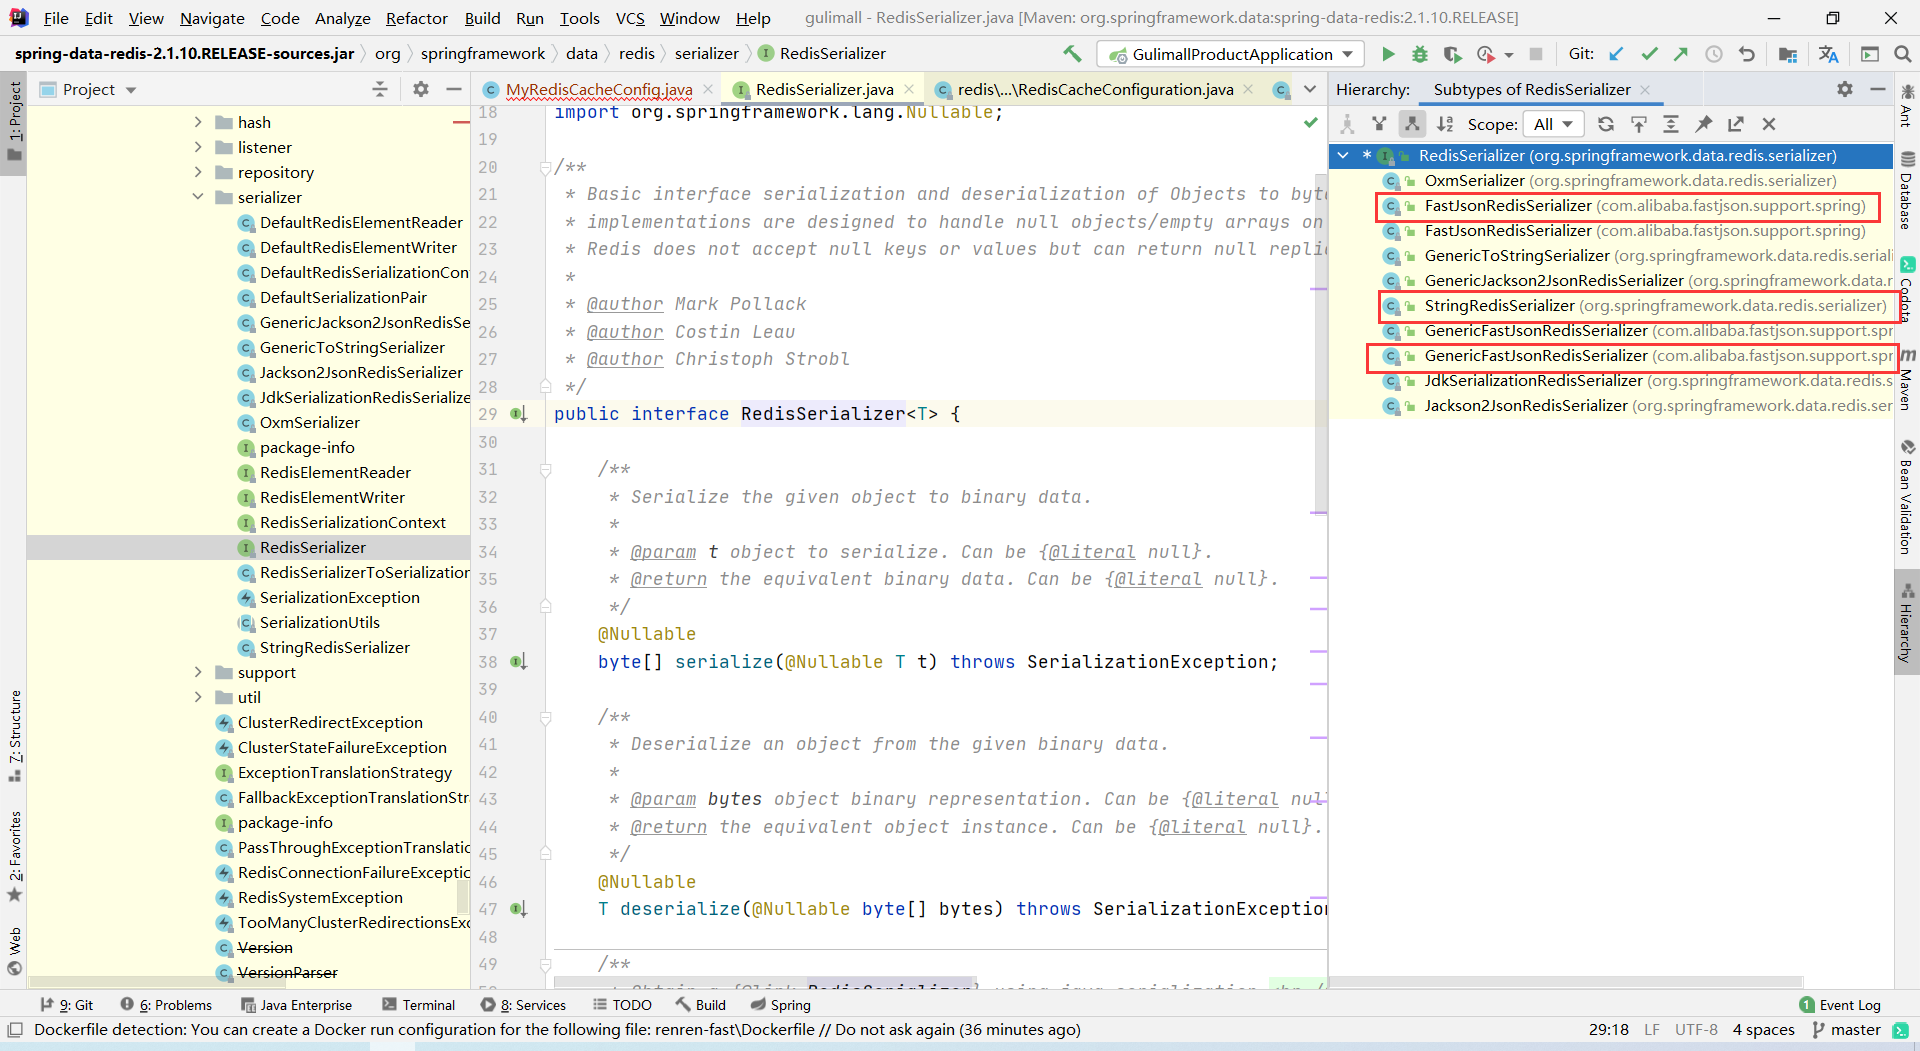 File Edit View Navigate Code Analyze Refactor Build Run Tools VCS Window Help gulimall - RedisSerializer.java [Maven: org.springframework.data:spring-data-redis:2.1.10.RELEASE]
spring-data-redis-2.1.10.RELEASE-sources.jar org springframework data redis serializer RedisSerializer GulimallProductApplication Git:
1: Project
7: Structure
2: Favorites
Web
Project
hash
listener
repository
serializer
DefaultRedisElementReader
DefaultRedisElementWriter
DefaultRedisSerializationCon
DefaultSerializationPair
GenericJackson2JsonRedisSe
GenericToStringSerializer
Jackson2JsonRedisSerializer
JdkSerializationRedisSerialize
OxmSerializer
package-info
RedisElementReader
RedisElementWriter
RedisSerializationContext
RedisSerializer
RedisSerializerToSerialization
SerializationException
SerializationUtils
StringRedisSerializer
support
util
ClusterRedirectException
ClusterStateFailureException
ExceptionTranslationStrategy
FallbackExceptionTranslationStr
package-info
PassThroughExceptionTranslatic
RedisConnectionFailureExceptic
RedisSystemException
TooManyClusterRedirectionsExc
Version
VersionParser
MyRedisCacheConfig.java RedisSerializer.java redis\...\RedisCacheConfiguration.java
18 import org.springframework.lang.Nullable;
19
20 /**
21 * Basic interface serialization and deserialization of Objects to byt
22 * implementations are designed to handle null objects/empty arrays on
23 * Redis does not accept null keys or values but can return null repli
24 *
25 * @author Mark Pollack
26 * @author Costin Leau
27 * @author Christoph Strobl
28 */
29 public interface RedisSerializer<T> {
30
31 /**
32 * Serialize the given object to binary data.
33 *
34 * @param t object to serialize. Can be {@literal null}.
35 * @return the equivalent binary data. Can be {@literal null}.
36 */
37 @Nullable
38 byte[] serialize(@Nullable T t) throws SerializationException;
39
40 /**
41 * Deserialize an object from the given binary data.
42 *
43 * @param bytes object binary representation. Can be {@literal nul
44 * @return the equivalent object instance. Can be {@literal null}.
45 */
46 @Nullable
47 T deserialize(@Nullable byte[] bytes) throws SerializationException
48
49 /**
Hierarchy: Subtypes of RedisSerializer
Scope: All
* RedisSerializer (org.springframework.data.redis.serializer)
OxmSerializer (org.springframework.data.redis.serializer)
FastJsonRedisSerializer (com.alibaba.fastjson.support.spring)
FastJsonRedisSerializer (com.alibaba.fastjson.support.spring)
GenericToStringSerializer (org.springframework.data.redis.seriali
GenericJackson2JsonRedisSerializer (org.springframework.data.r
StringRedisSerializer (org.springframework.data.redis.serializer)
GenericFastJsonRedisSerializer (com.alibaba.fastjson.support.spr
GenericFastJsonRedisSerializer (com.alibaba.fastjson.support.spr
JdkSerializationRedisSerializer (org.springframework.data.redis.s
Jackson2JsonRedisSerializer (org.springframework.data.redis.ser
Ant
Database
Codota
Maven
Bean Validation
Hierarchy
9: Git 6: Problems Java Enterprise Terminal 8: Services TODO Build Spring 1 Event Log
Dockerfile detection: You can create a Docker run configuration for the following file: renren-fast\Dockerfile // Do not ask again (36 minutes ago) 29:18 LF UTF-8 4 spaces master